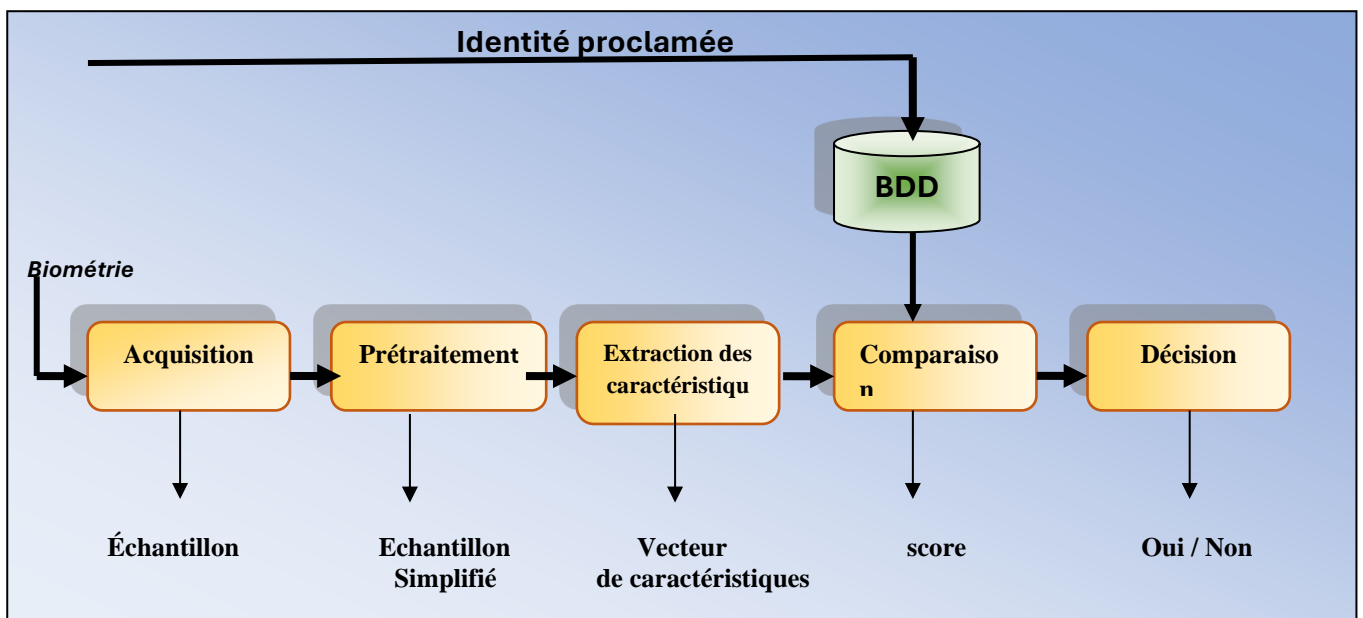 Identité proclamée
BDD
Biométrie
Acquisition
Prétraitement
Extraction des
caractéristiqu
Comparaiso
n
Décision
Échantillon
Echantillon
Simplifié
Vecteur
de caractéristiques
score
Oui / Non